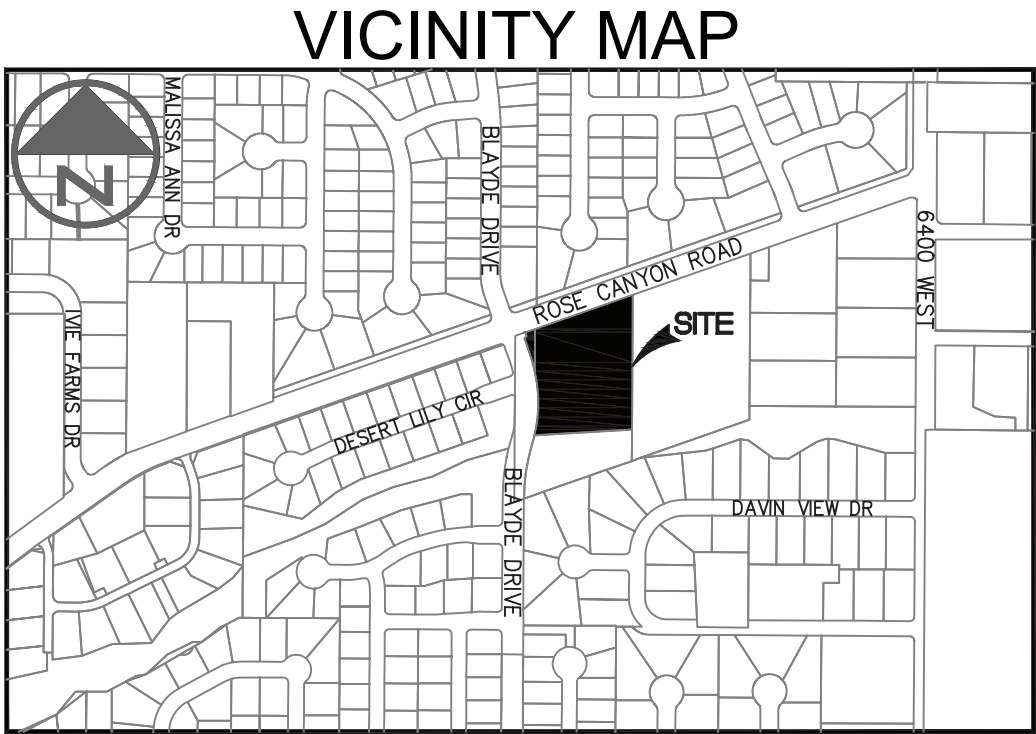 VICINITY MAP
N
MALISSA ANN DR
BLAYDE DRIVE
6400 WEST
ROSE CANYON ROAD
SITE
IVIE FARMS DR
DESERT LILY CIR
BLAYDE DRIVE
DAVIN VIEW DR